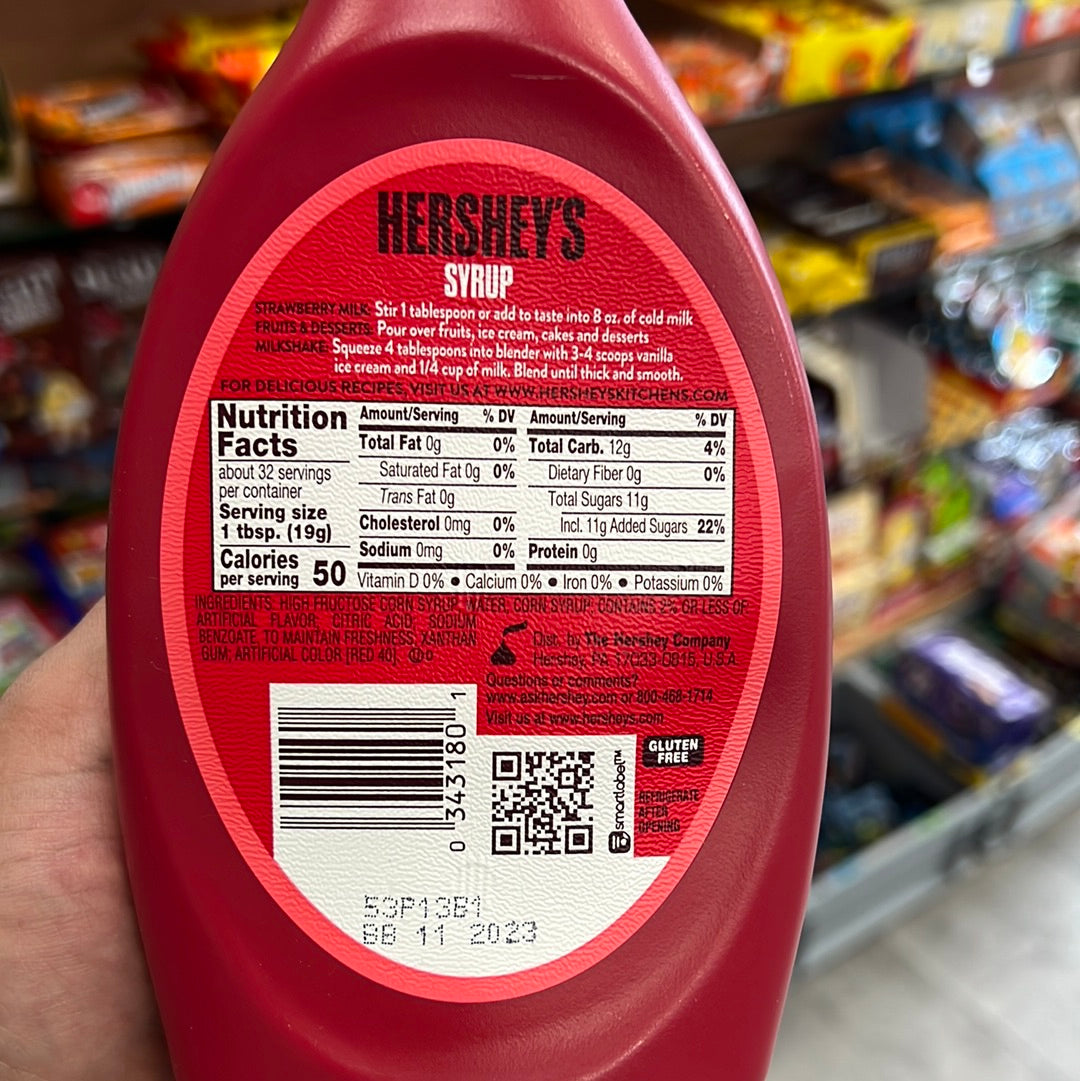 HERSHEY'S
SYRUP
STRAWBERRY MILK: Stir 1 tablespoon or add to taste into 8 oz. of cold milk
FRUITS & DESSERTS: Pour over fruits, ice cream, cakes and desserts
MILKSHAKE: Squeeze 4 tablespoons into blender with 3-4 scoops vanilla
ice cream and 1/4 cup of milk. Blend until thick and smooth.
FOR DELICIOUS RECIPES, VISIT US AT WWW.HERSHEYSKITCHENS.COM
Nutrition
Facts
about 32 servings
per container
Serving size
1 tbsp. (19g)
Calories
per serving 50
Amount/Serving % DV
Total Fat 0g 0%
Saturated Fat 0g 0%
Trans Fat 0g
Cholesterol 0mg 0%
Sodium 0mg 0%
Amount/Serving % DV
Total Carb. 12g 4%
Dietary Fiber 0g 0%
Total Sugars 11g
Incl. 11g Added Sugars 22%
Protein 0g
Vitamin D 0% • Calcium 0% • Iron 0% • Potassium 0%
INGREDIENTS: HIGH FRUCTOSE CORN SYRUP, WATER, CORN SYRUP, CONTAINS 2% OR LESS OF
ARTIFICIAL FLAVOR, CITRIC ACID, SODIUM
BENZOATE, TO MAINTAIN FRESHNESS, XANTHAN
GUM, ARTIFICIAL COLOR [RED 40]. Ⓤ D
Dist. by The Hershey Company
Hershey, PA 17033-0815, U.S.A.
Questions or comments?
www.askhershey.com or 800-468-1714
Visit us at www.hersheys.com
0 343180 1
smartlabel™
GLUTEN
FREE
REFRIGERATE
AFTER
OPENING
53P13B1
BB 11 2023